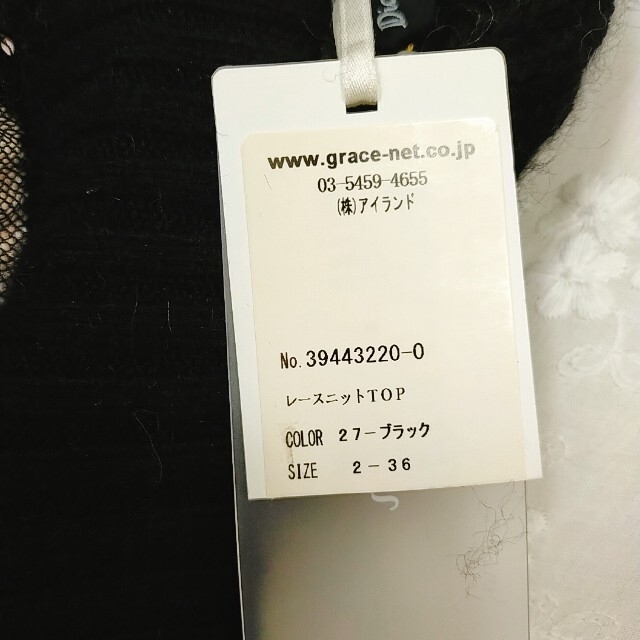 www.grace-net.co.jp
03-5459-4655
(株)アイランド
No. 39443220-0
レースニットTOP
COLOR 27-ブラック
SIZE 2-36